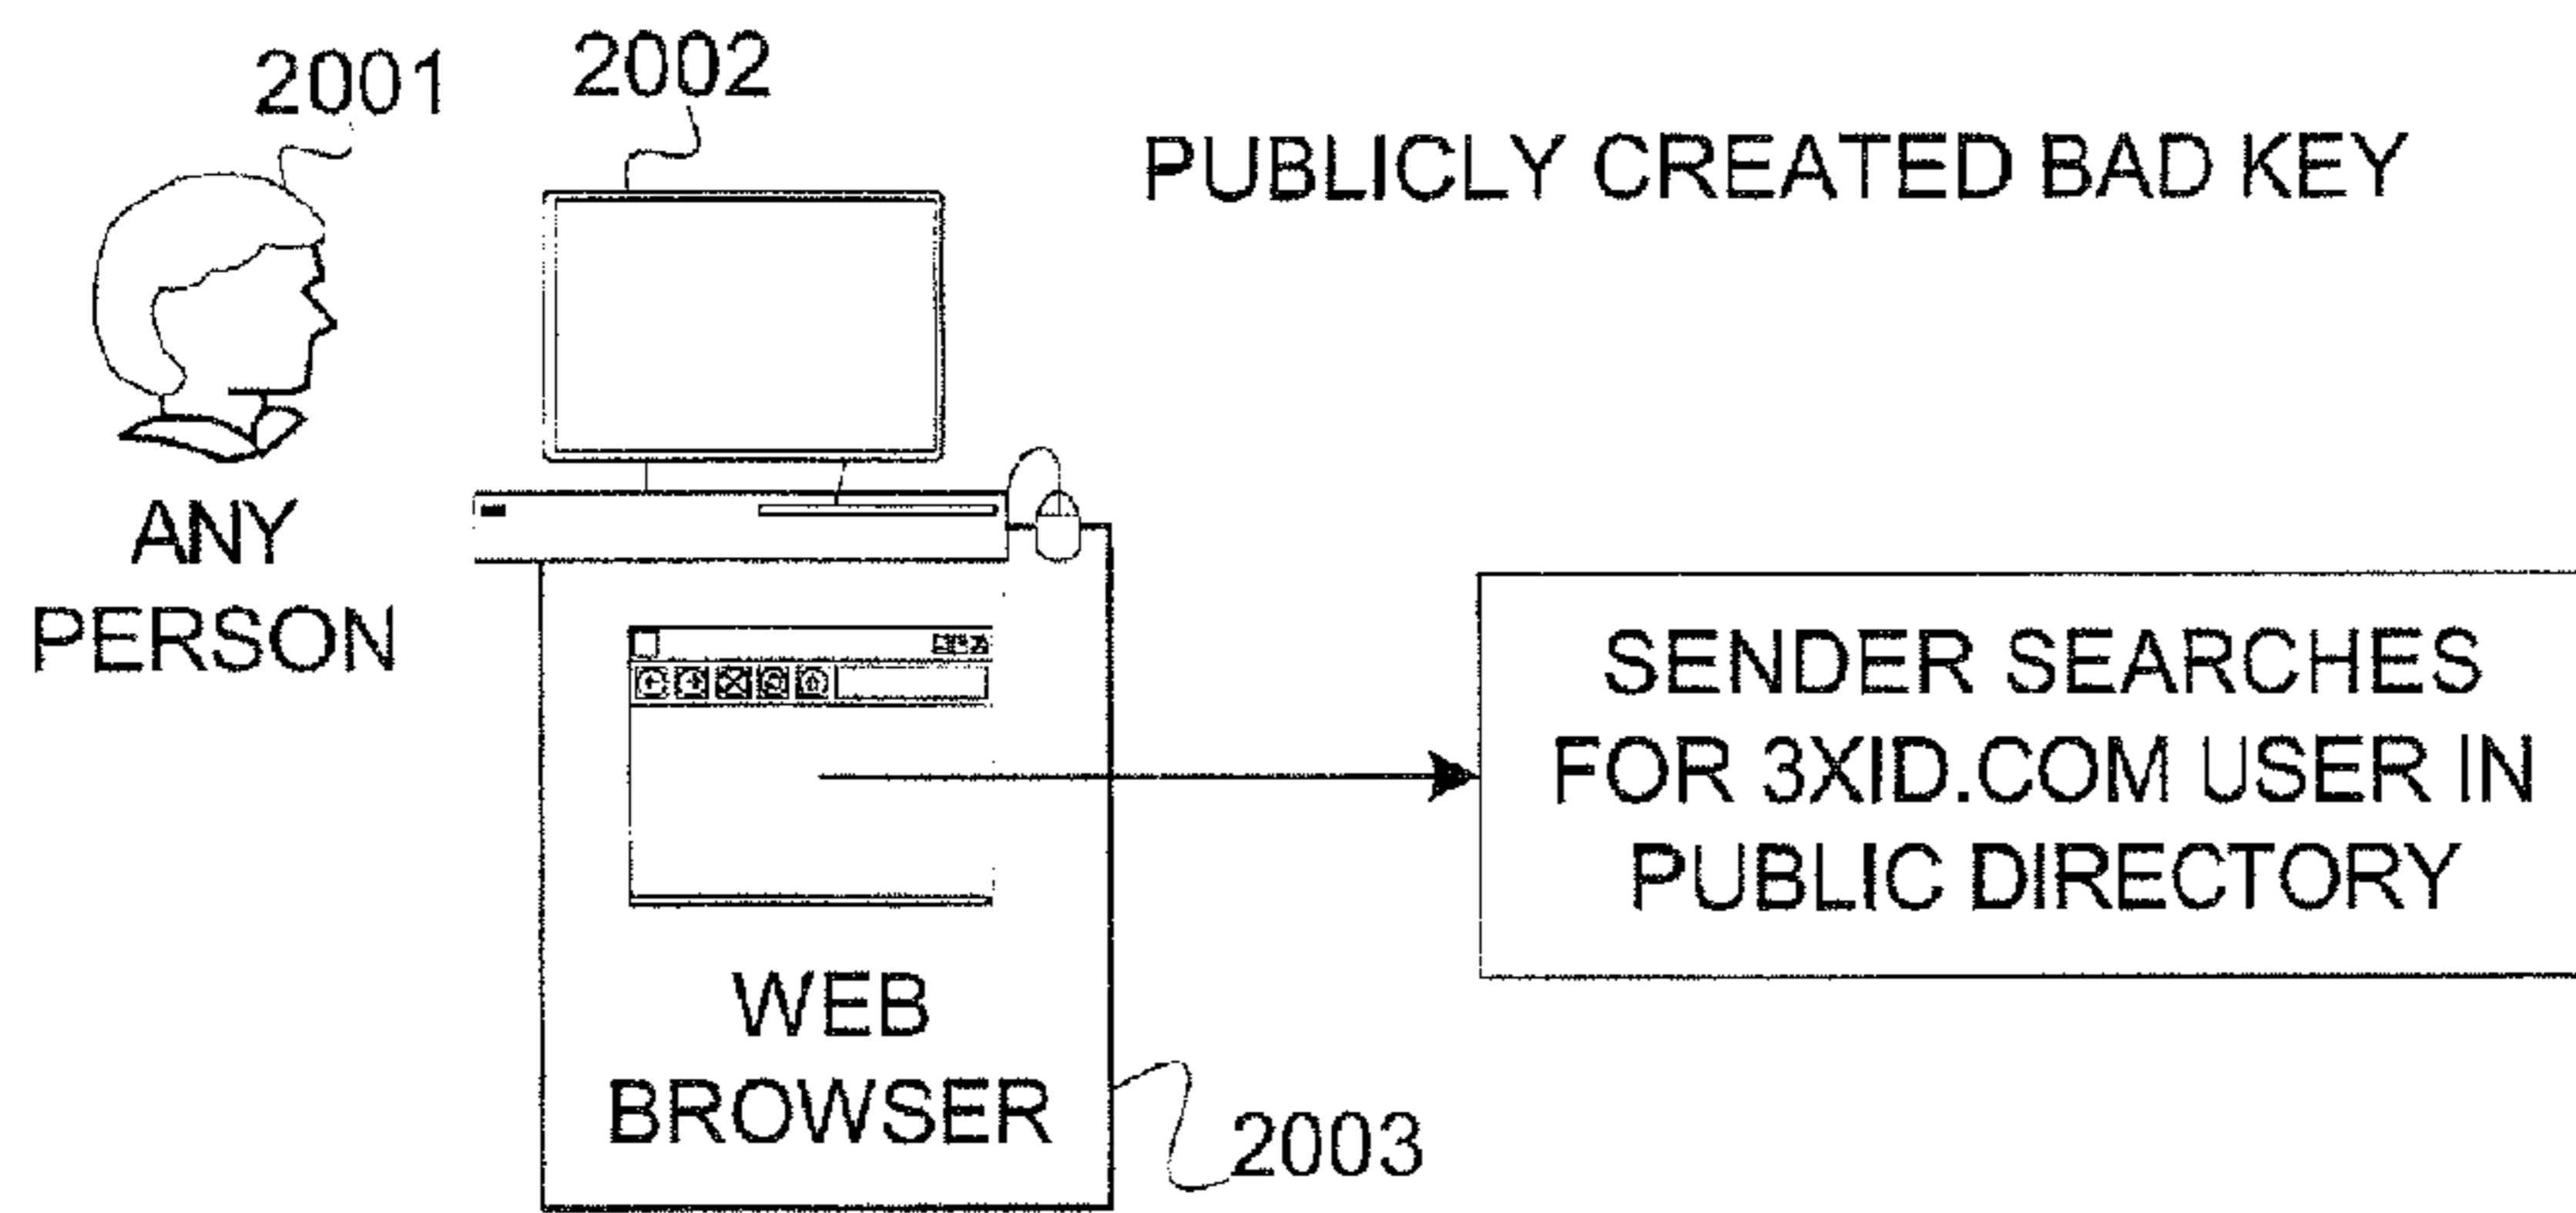 2001
2002
PUBLICLY CREATED BAD KEY
ANY
PERSON
SENDER SEARCHES
FOR 3XID.COM USER IN
PUBLIC DIRECTORY
WEB
BROWSER
2003